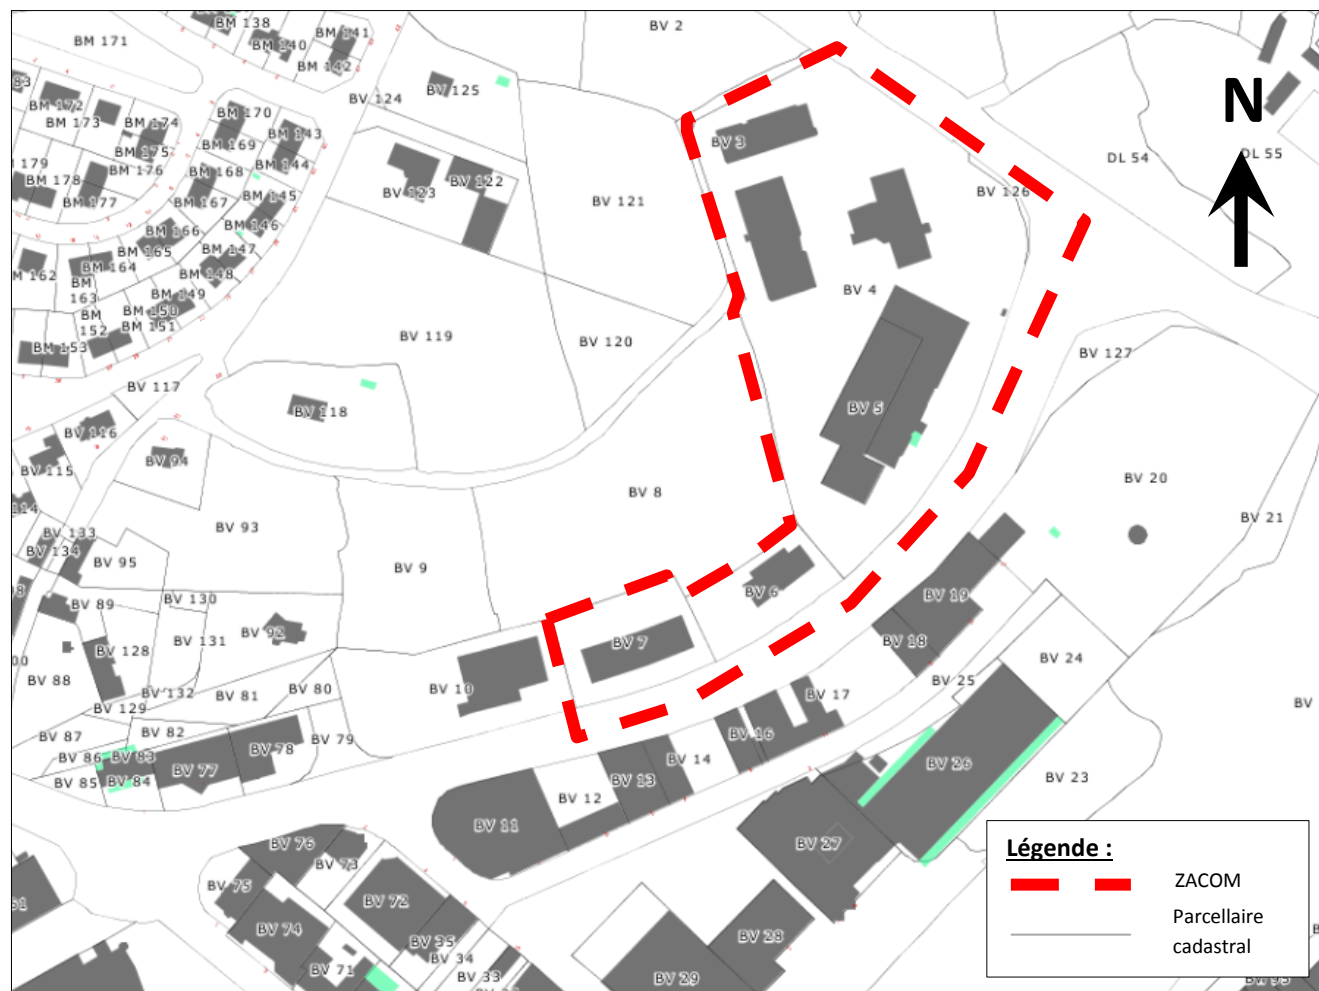 BM 138
BM 141
BV 2
BM 171
BM 140
BM 142
83
BV 124
BV 125
N
BM 172
BM 173
BM 174
BM 170
BM 143
BV 3
BM 175
BM 169
DL 54
DL 55
179
BM 176
BM 168
BM 144
BM 178
BV 123
BV 122
BV 126
BM 177
BM 167
BM 145
BV 121
BM 166
BM 146
BM 165
BM 147
M 162
BM 164
BM 148
BM 163
BM 149
BV 4
BM 152
BM 150
BM 151
BV 119
BV 120
BM 153
BV 127
BV 117
BV 118
BV 5
BV 116
BV 94
BV 115
BV 20
BV 8
114
BV 93
BV 21
BV 133
BV 134
BV 95
BV 9
BV 6
BV 130
BV 89
BV 19
BV 92
BV 7
BV 131
BV 18
BV 128
BV 24
00
BV 88
BV 25
BV 132
BV 81
BV 80
BV 10
BV 17
BV
BV 129
BV 87
BV 82
BV 79
BV 16
BV 78
BV 86
BV 83
BV 14
BV 26
BV 85
BV 84
BV 77
BV 13
BV 23
BV 12
BV 11
BV 76
BV 27
Légende :
BV 73
BV 75
ZACOM
BV 72
61
Parcellaire
cadastral
BV 74
BV 28
BV 35
BV 34
BV 71
BV 33
BV 29